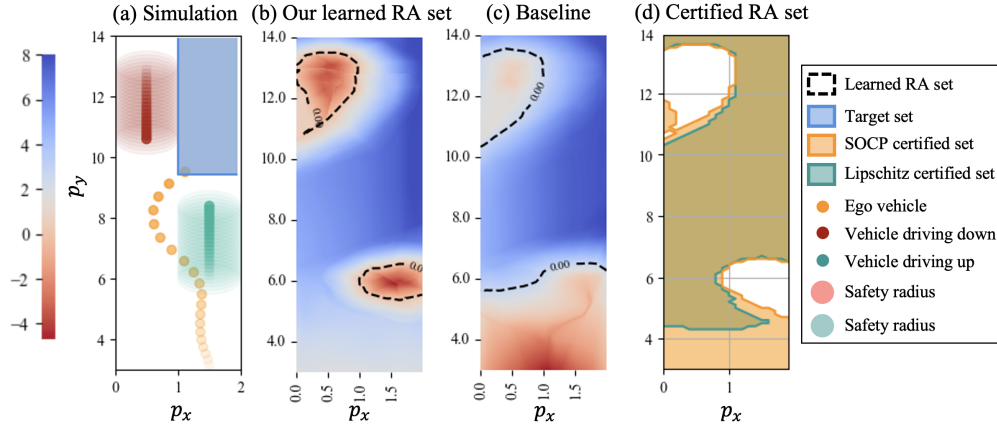 (a) Simulation
(b) Our learned RA set
(c) Baseline
(d) Certified RA set
8
6
4
2
0
−2
−4
p_y
14
12
10
8
6
4
0
1
2
p_x
14.0
12.0
10.0
8.0
6.0
4.0
3.0
0.0
0.5
1.0
1.5
p_x
0.00
0.0
14.0
12.0
10.0
8.0
6.0
4.0
3.0
0.0
0.5
1.0
1.5
p_x
0.00
0.00
14
12
10
8
6
4
0
1
p_x
Learned RA set
Target set
SOCP certified set
Lipschitz certified set
Ego vehicle
Vehicle driving down
Vehicle driving up
Safety radius
Safety radius